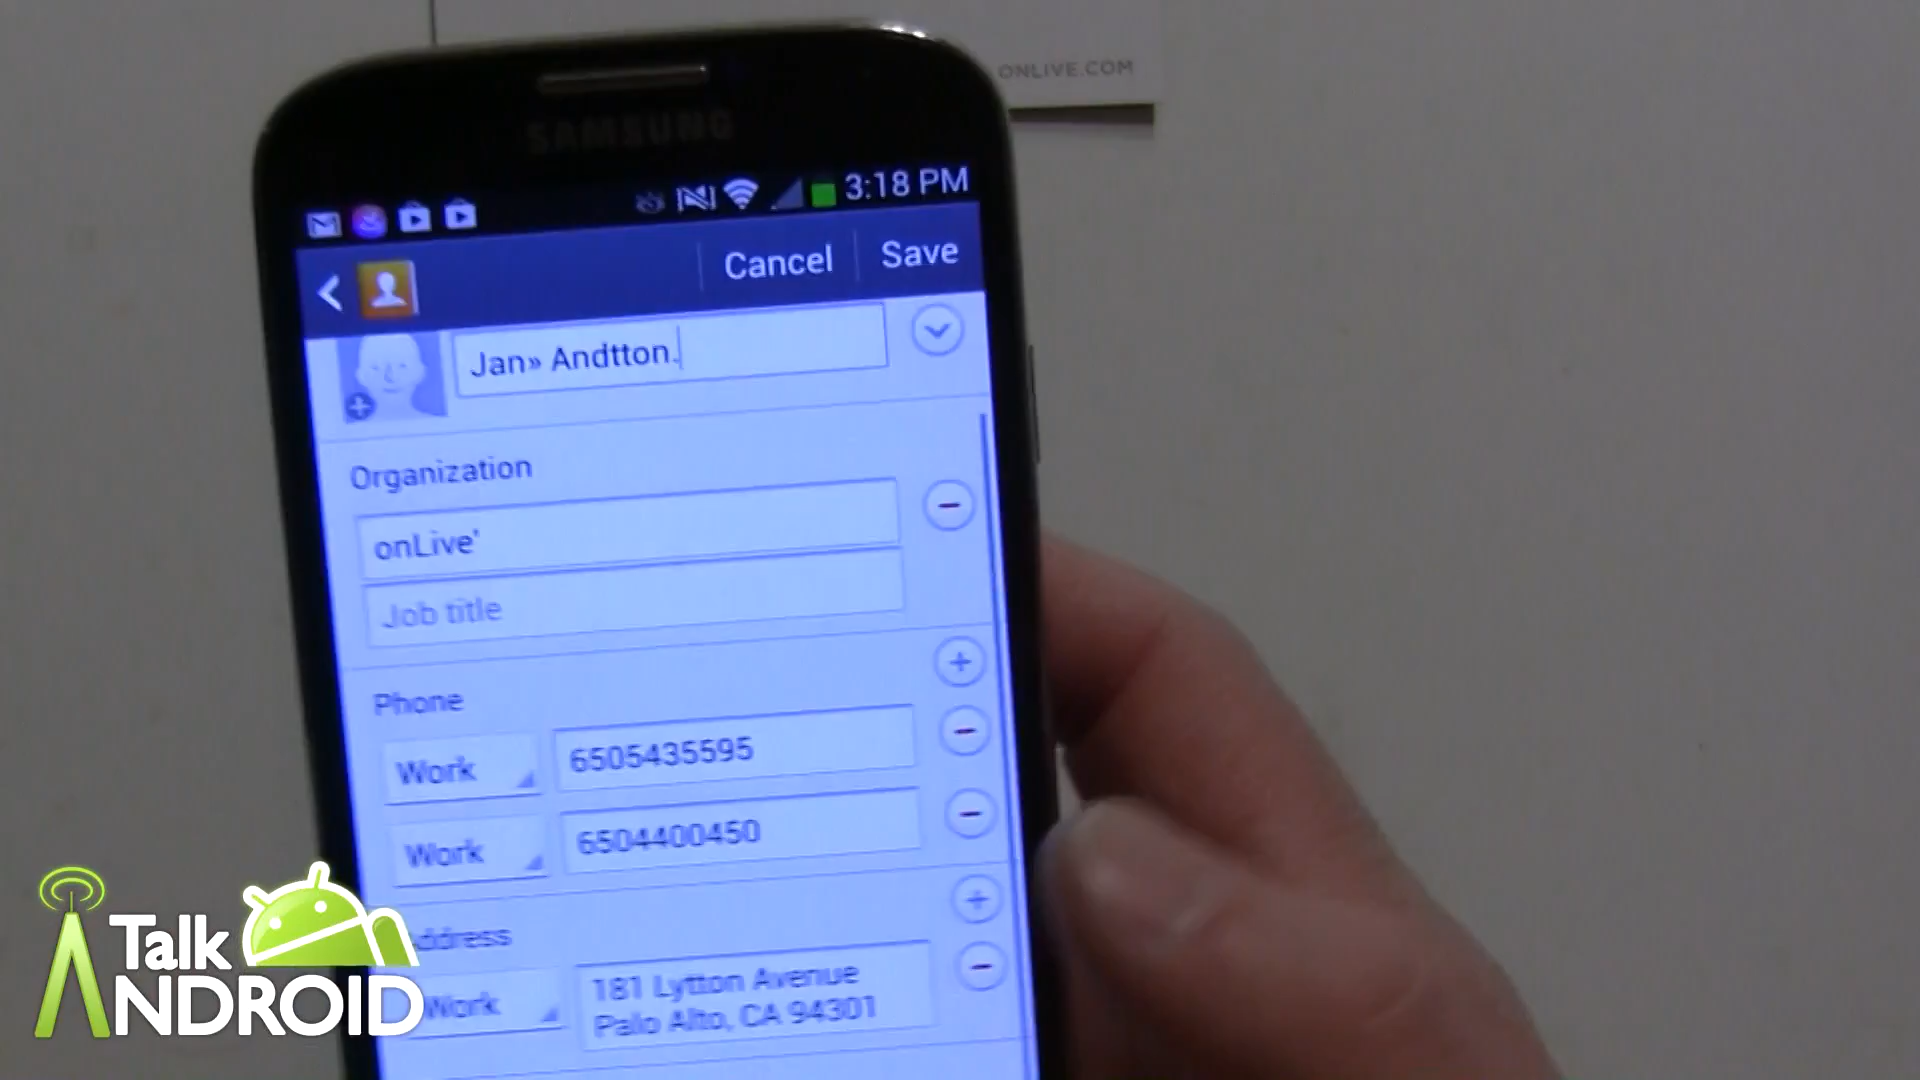 ONLIVE.COM
SAMSUNG
3:18 PM
Cancel
Save
Jan» Andtton.
Organization
onLive'
Job title
Phone
Work
6505435595
Work
6504400450
Address
Work
181 Lytton Avenue
Palo Alto, CA 94301
Talk
ANDROID